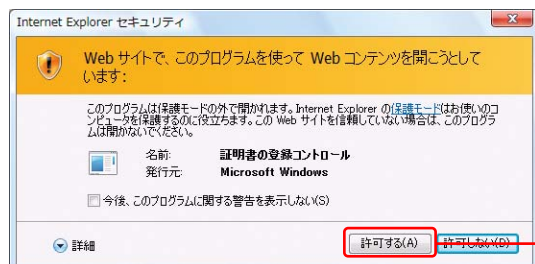 Internet Explorer セキュリティ
Web サイトで、このプログラムを使って Web コンテンツを開こうとして
います:
このプログラムは保護モードの外で開かれます。Internet Explorer の保護モードはお使いのコ
ンピュータを保護するのに役立ちます。この Web サイトを信頼していない場合は、このプログラ
ムは開かないでください。
名前: 証明書の登録コントロール
発行元: Microsoft Windows
今後、このプログラムに関する警告を表示しない(S)
詳細 許可する(A) 許可しない(D)